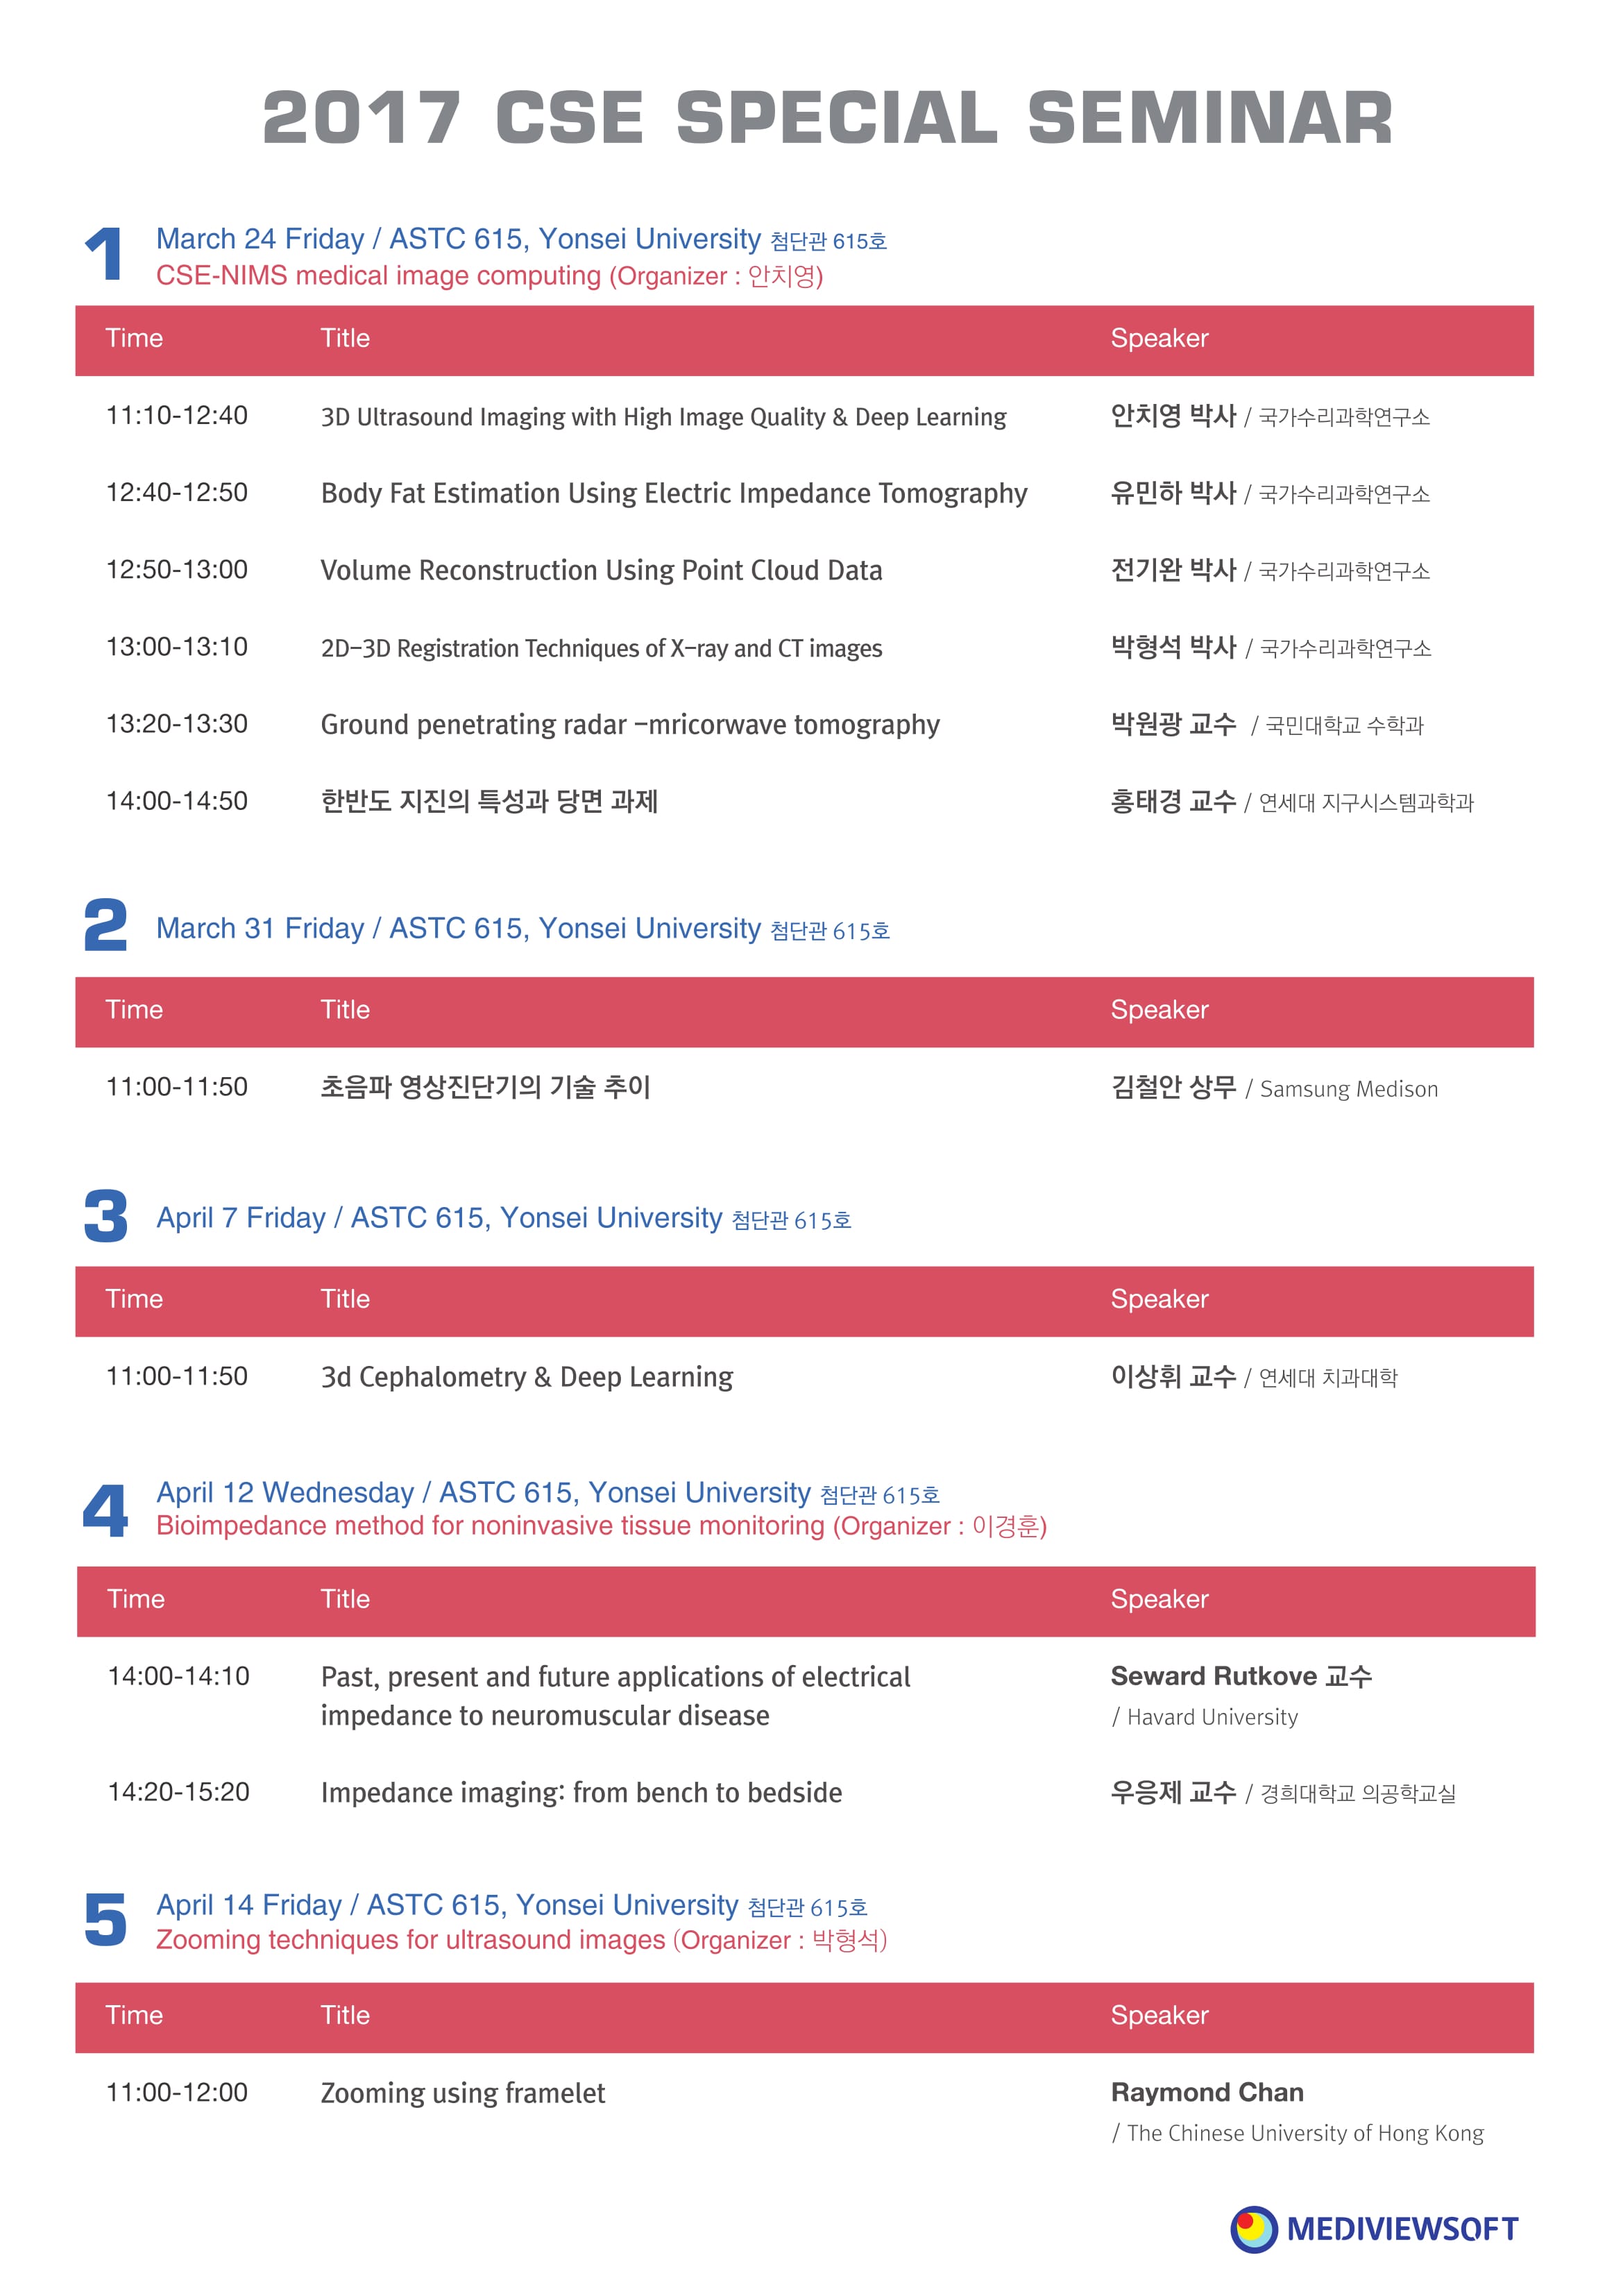 2017 CSE SPECIAL SEMINAR
1
March 24 Friday / ASTC 615, Yonsei University 첨단관 615호
CSE-NIMS medical image computing (Organizer : 안치영)
Time Title Speaker
11:10-12:40 3D Ultrasound Imaging with High Image Quality & Deep Learning 안치영 박사 / 국가수리과학연구소
12:40-12:50 Body Fat Estimation Using Electric Impedance Tomography 유민하 박사 / 국가수리과학연구소
12:50-13:00 Volume Reconstruction Using Point Cloud Data 전기완 박사 / 국가수리과학연구소
13:00-13:10 2D-3D Registration Techniques of X-ray and CT images 박형석 박사 / 국가수리과학연구소
13:20-13:30 Ground penetrating radar -mricorwave tomography 박원광 교수 / 국민대학교 수학과
14:00-14:50 한반도 지진의 특성과 당면 과제 홍태경 교수 / 연세대 지구시스템과학과
2
March 31 Friday / ASTC 615, Yonsei University 첨단관 615호
Time Title Speaker
11:00-11:50 초음파 영상진단기의 기술 추이 김철안 상무 / Samsung Medison
3
April 7 Friday / ASTC 615, Yonsei University 첨단관 615호
Time Title Speaker
11:00-11:50 3d Cephalometry & Deep Learning 이상휘 교수 / 연세대 치과대학
4
April 12 Wednesday / ASTC 615, Yonsei University 첨단관 615호
Bioimpedance method for noninvasive tissue monitoring (Organizer : 이경훈)
Time Title Speaker
14:00-14:10 Past, present and future applications of electrical Seward Rutkove 교수
impedance to neuromuscular disease / Havard University
14:20-15:20 Impedance imaging: from bench to bedside 우응제 교수 / 경희대학교 의공학교실
5
April 14 Friday / ASTC 615, Yonsei University 첨단관 615호
Zooming techniques for ultrasound images (Organizer : 박형석)
Time Title Speaker
11:00-12:00 Zooming using framelet Raymond Chan
/ The Chinese University of Hong Kong
MEDIVIEWSOFT